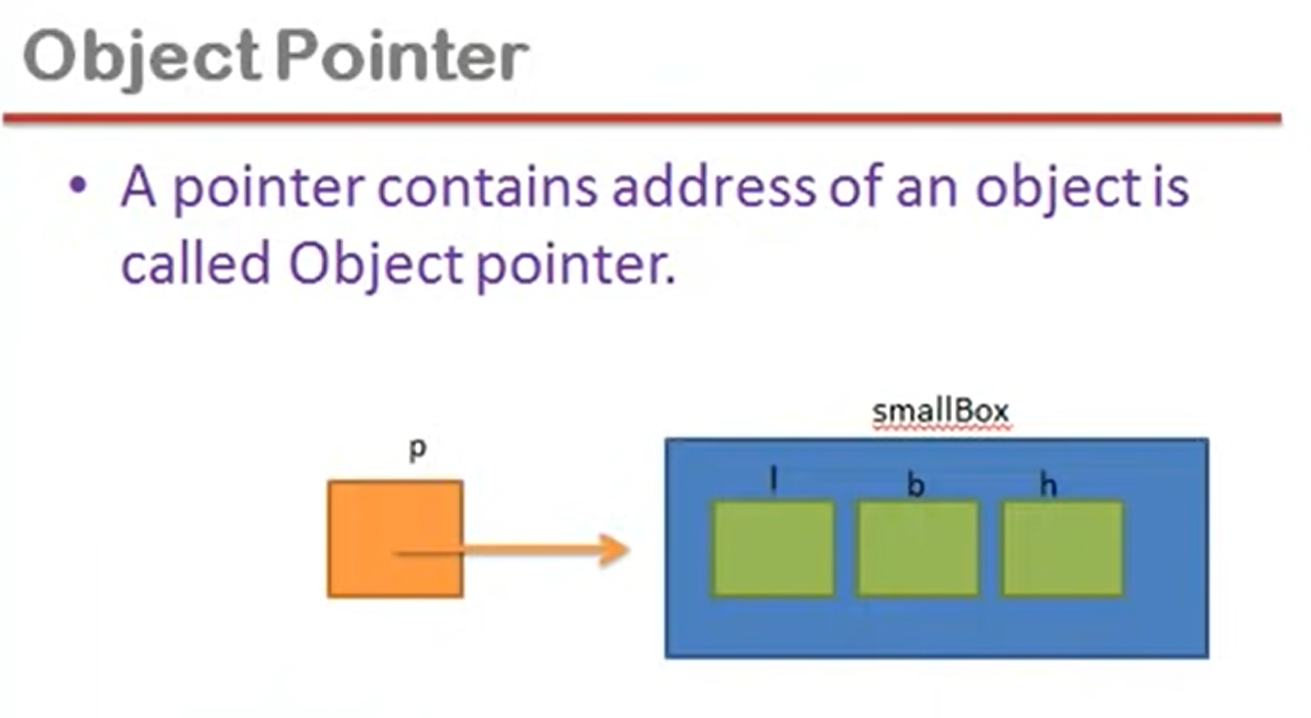 Object Pointer
• A pointer contains address of an object is
called Object pointer.
smallBox
p
l b h